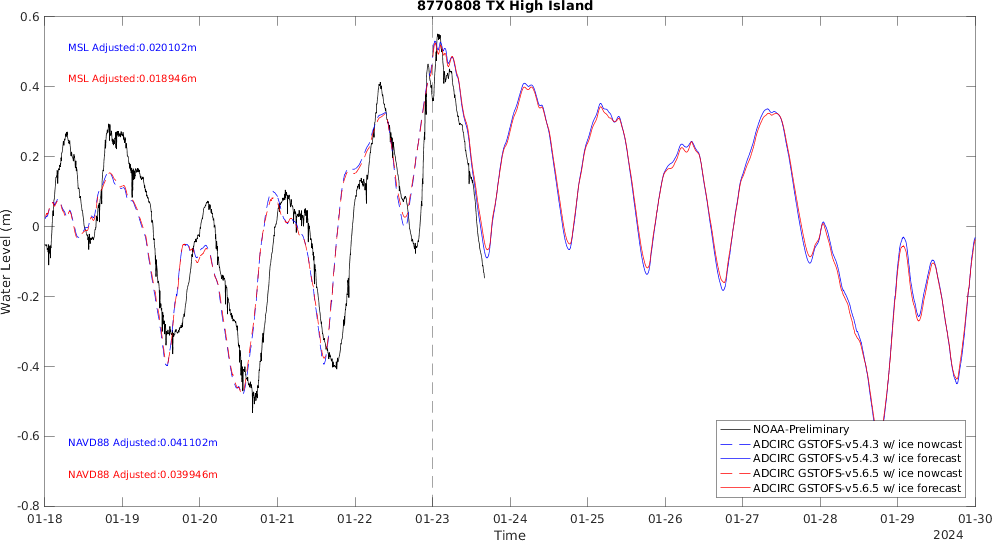 8770808 TX High Island
0.6
MSL Adjusted:0.020102m
MSL Adjusted:0.018946m
0.4
0.2
0
-0.2
-0.4
-0.6
-0.8
Water Level (m)
NAVD88 Adjusted:0.041102m
NAVD88 Adjusted:0.039946m
NOAA-Preliminary
ADCIRC GSTOFS-v5.4.3 w/ ice nowcast
ADCIRC GSTOFS-v5.4.3 w/ ice forecast
ADCIRC GSTOFS-v5.6.5 w/ ice nowcast
ADCIRC GSTOFS-v5.6.5 w/ ice forecast
01-18 01-19 01-20 01-21 01-22 01-23 01-24 01-25 01-26 01-27 01-28 01-29 01-30
Time
2024